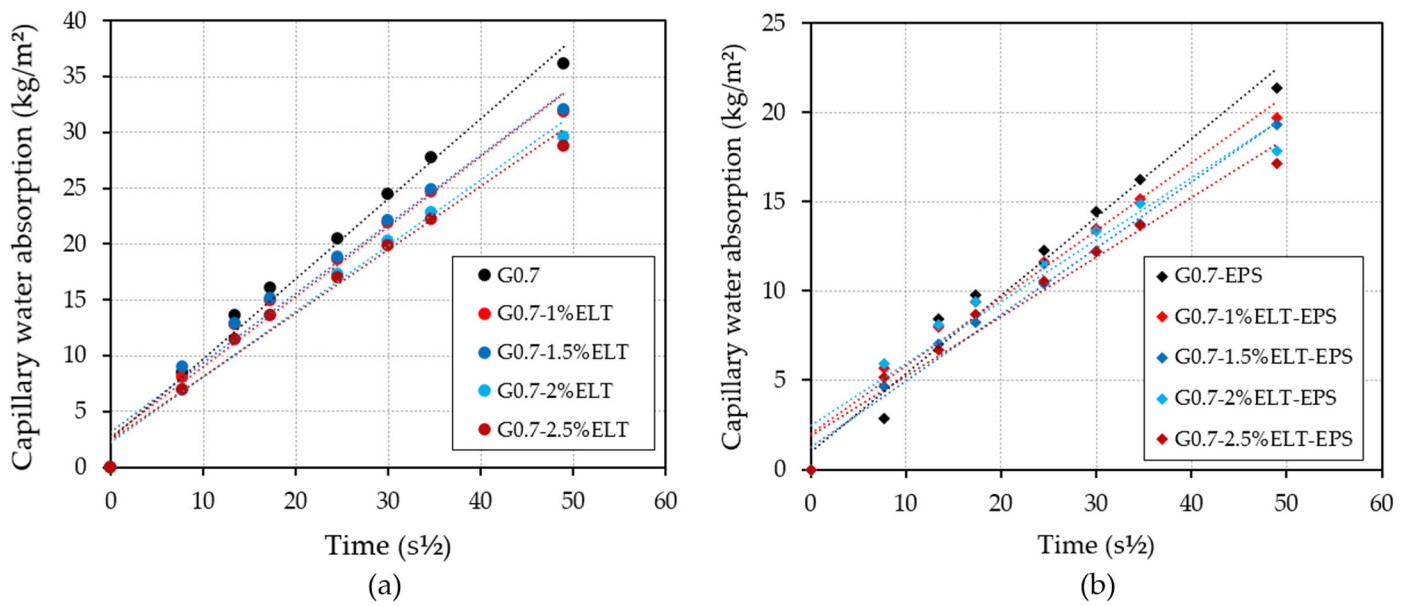 40
35
30
25
20
15
10
5
0
Capillary water absorption (kg/m²)
G0.7
G0.7-1%ELT
G0.7-1.5%ELT
G0.7-2%ELT
G0.7-2.5%ELT
0 10 20 30 40 50 60
Time (s½)
(a)
25
20
15
10
5
0
Capillary water absorption (kg/m²)
G0.7-EPS
G0.7-1%ELT-EPS
G0.7-1.5%ELT-EPS
G0.7-2%ELT-EPS
G0.7-2.5%ELT-EPS
0 10 20 30 40 50 60
Time (s½)
(b)